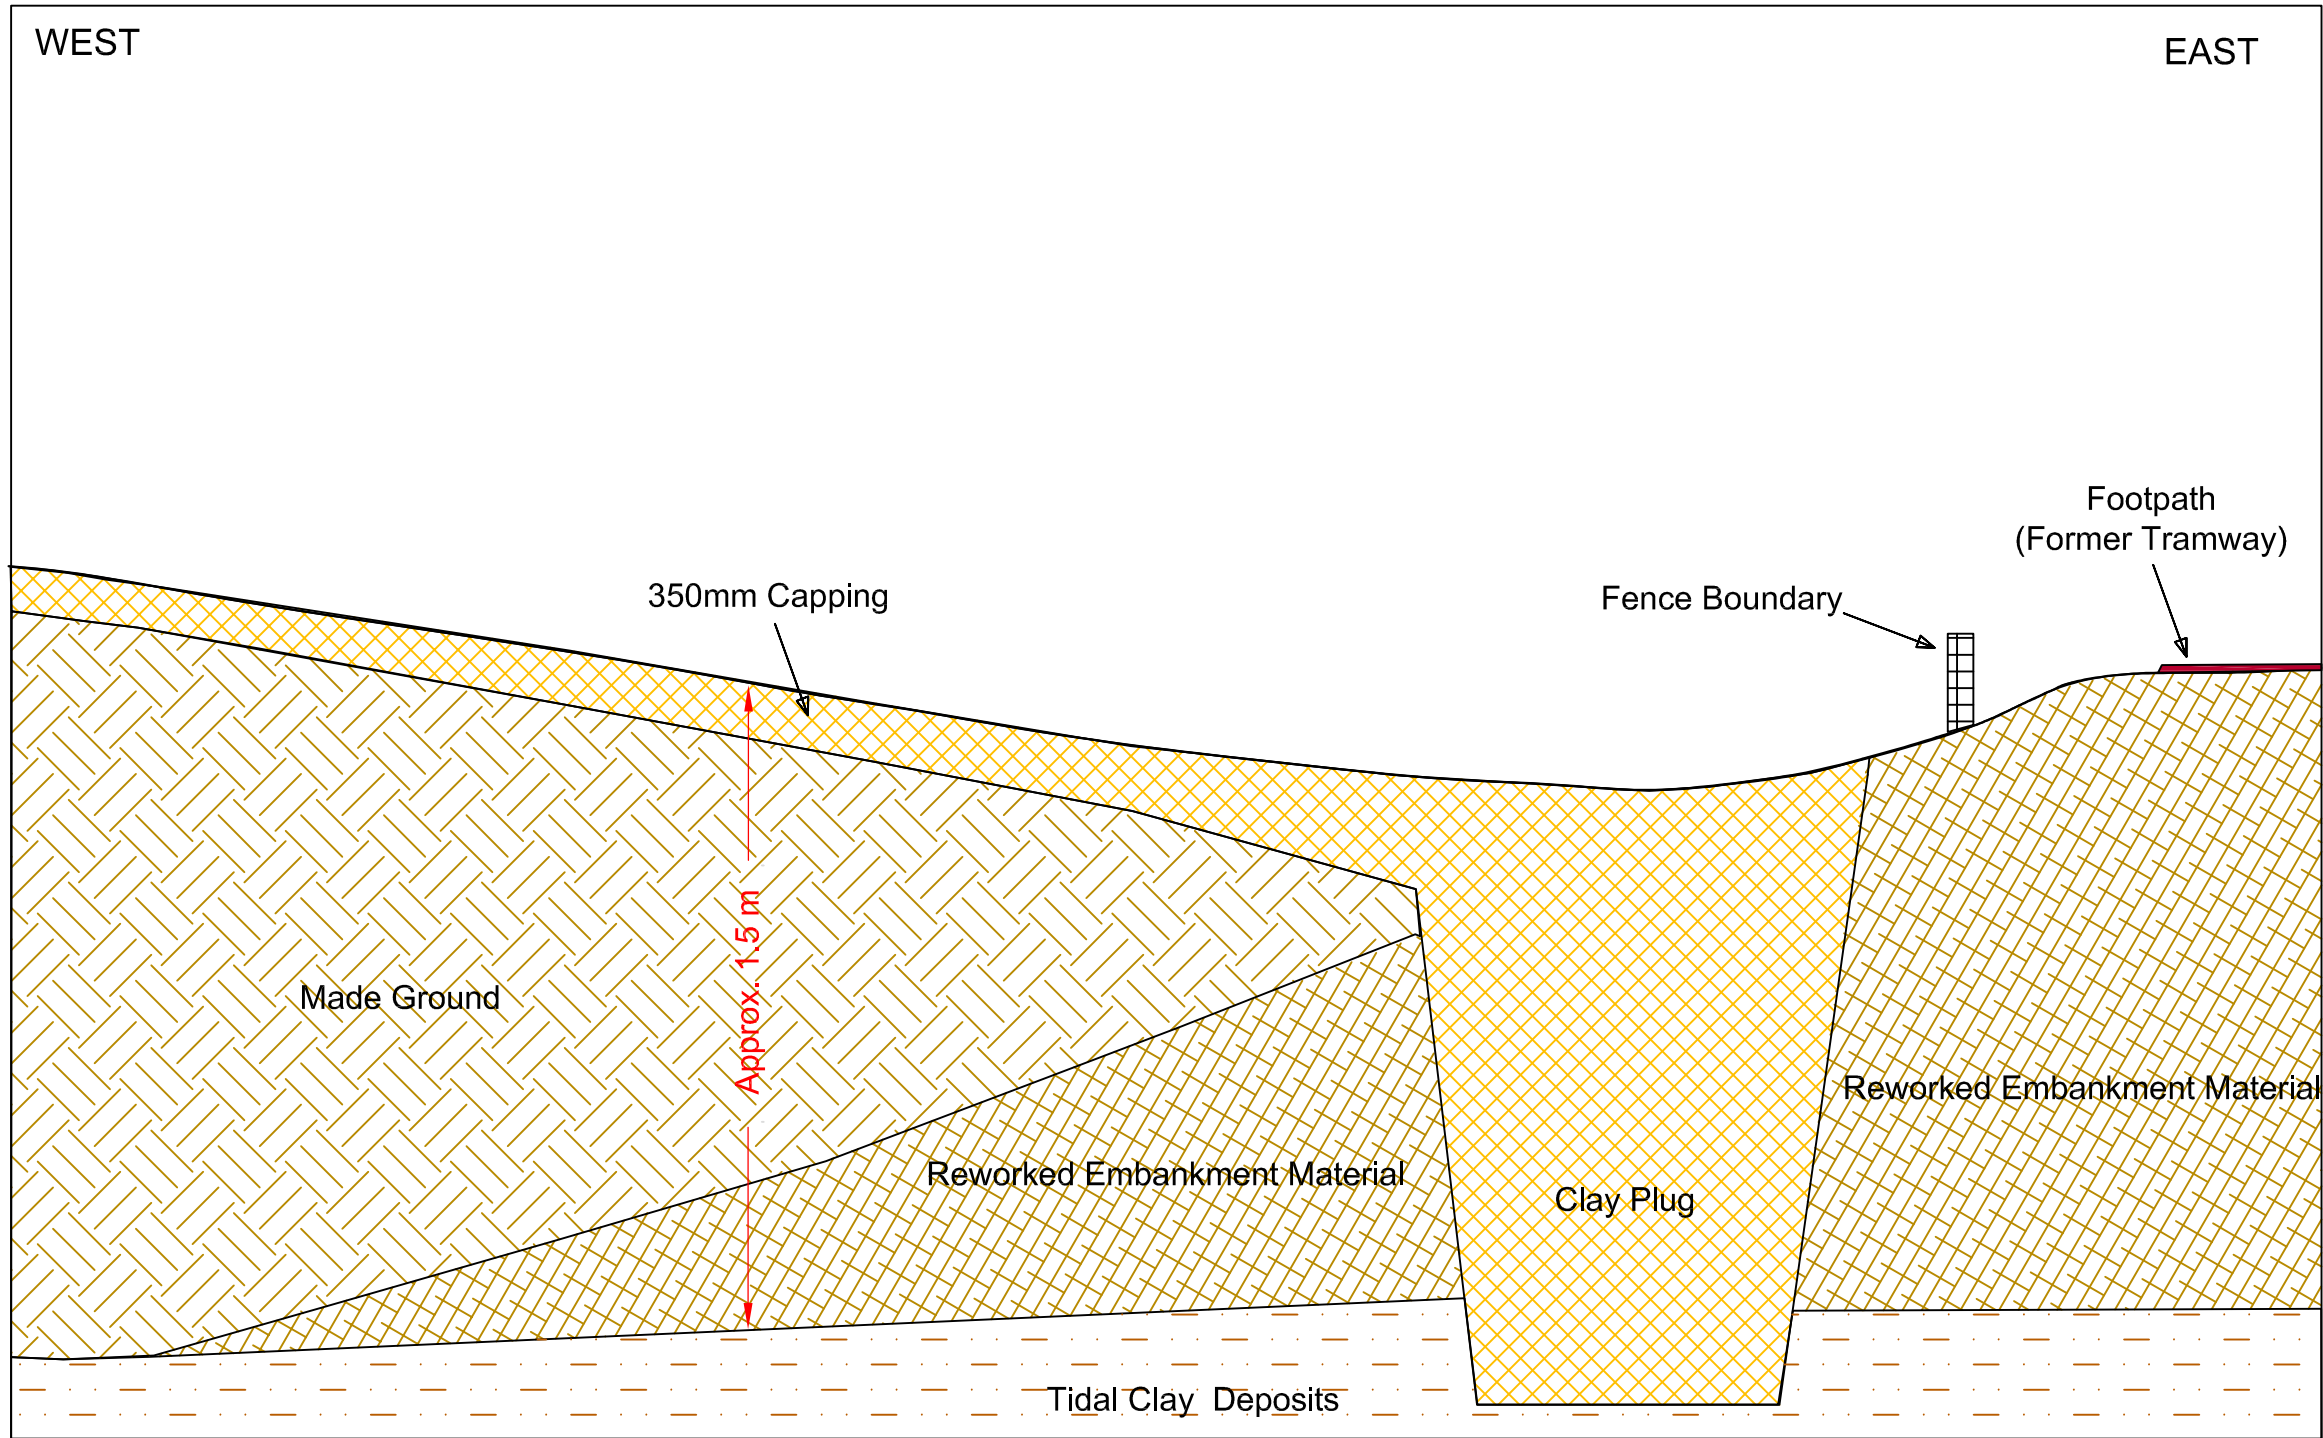 WEST
EAST
Footpath
(Former Tramway)
350mm Capping
Fence Boundary
Approx. 1.5 m
Made Ground
Reworked Embankment Material
Reworked Embankment Material
Clay Plug
Tidal Clay  Deposits